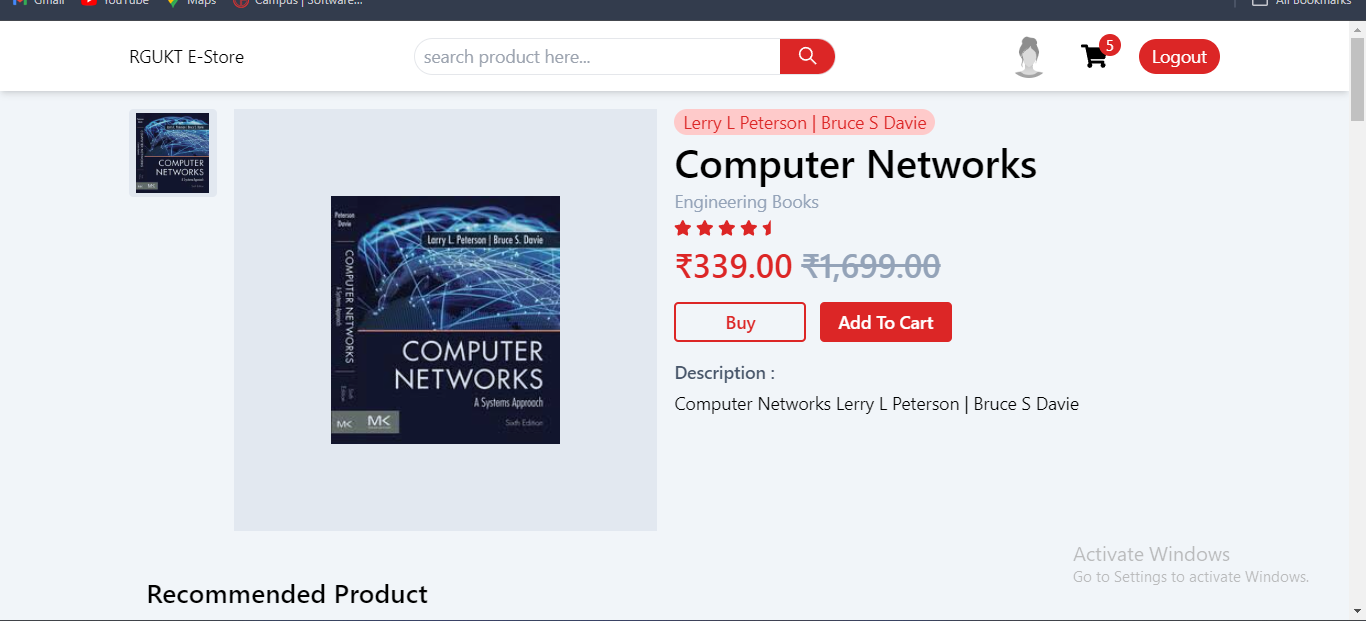 Gmail YouTube Maps Campus | Software... All Bookmarks
RGUKT E-Store
search product here...
5
Logout
Lerry L Peterson | Bruce S Davie
Computer Networks
Engineering Books
₹339.00 ₹1,699.00
Buy
Add To Cart
Description :
Computer Networks Lerry L Peterson | Bruce S Davie
COMPUTER
NETWORKS
Peterson
Davie
COMPUTER NETWORKS
A Systems Approach
Larry L. Peterson | Bruce S. Davie
COMPUTER
NETWORKS
A Systems Approach
Sixth Edition
MK
MK
Recommended Product
Activate Windows
Go to Settings to activate Windows.